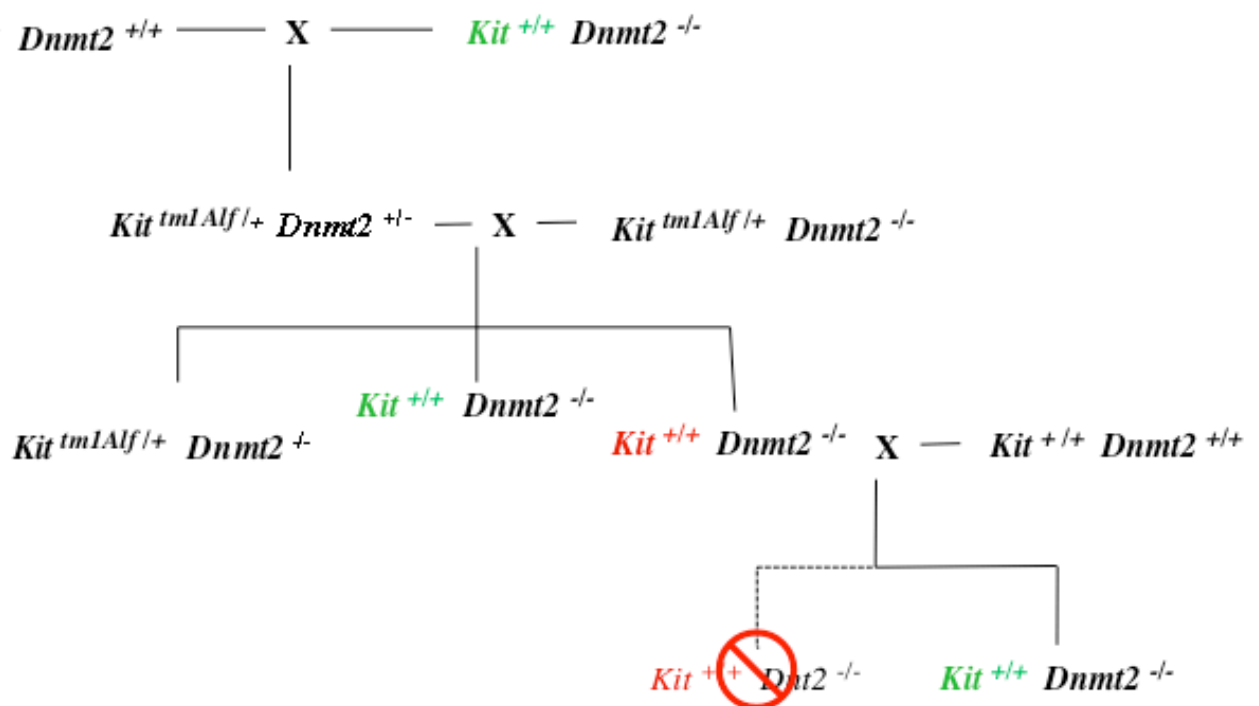 Dnmt2 +/+ X Kit +/+ Dnmt2 -/-
Kit tm1Alf/+ Dnmt2 +/- X Kit tm1Alf/+ Dnmt2 -/-
Kit +/+ Dnmt2 -/-
Kit tm1Alf/+ Dnmt2 -/- Kit +/+ Dnmt2 -/- X Kit +/+ Dnmt2 +/+
Kit +/+ Dnt2 -/- Kit +/+ Dnmt2 -/-